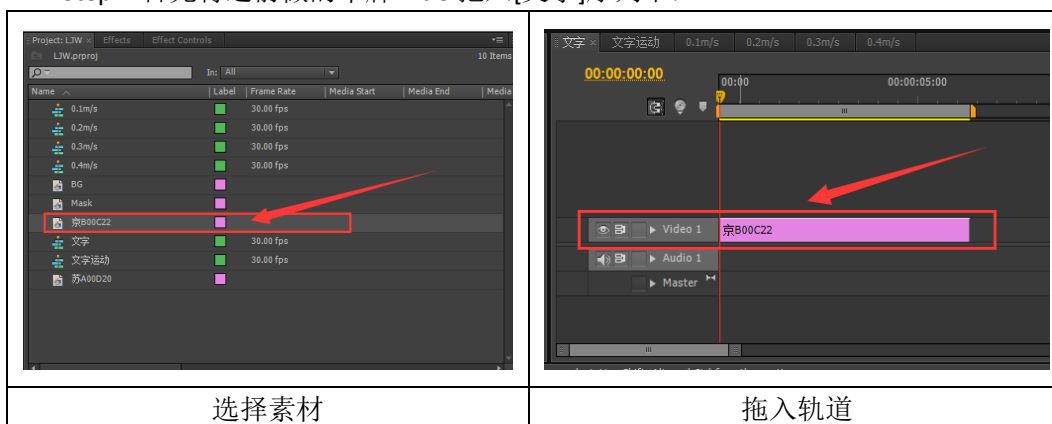 Project: LJW × Effects Effect Controls
LJW.prproj 10 Items
In: All
Name Label Frame Rate Media Start Media End Media
0.1m/s 30.00 fps
0.2m/s 30.00 fps
0.3m/s 30.00 fps
0.4m/s 30.00 fps
BG
Mask
京B00C22
文字 30.00 fps
文字运动 30.00 fps
苏A00D20
文字 × 文字运动 0.1m/s 0.2m/s 0.3m/s 0.4m/s
00:00:00:00
00:00 00:00:05:00
Video 1 京B00C22
Audio 1
Master
选择素材 拖入轨道